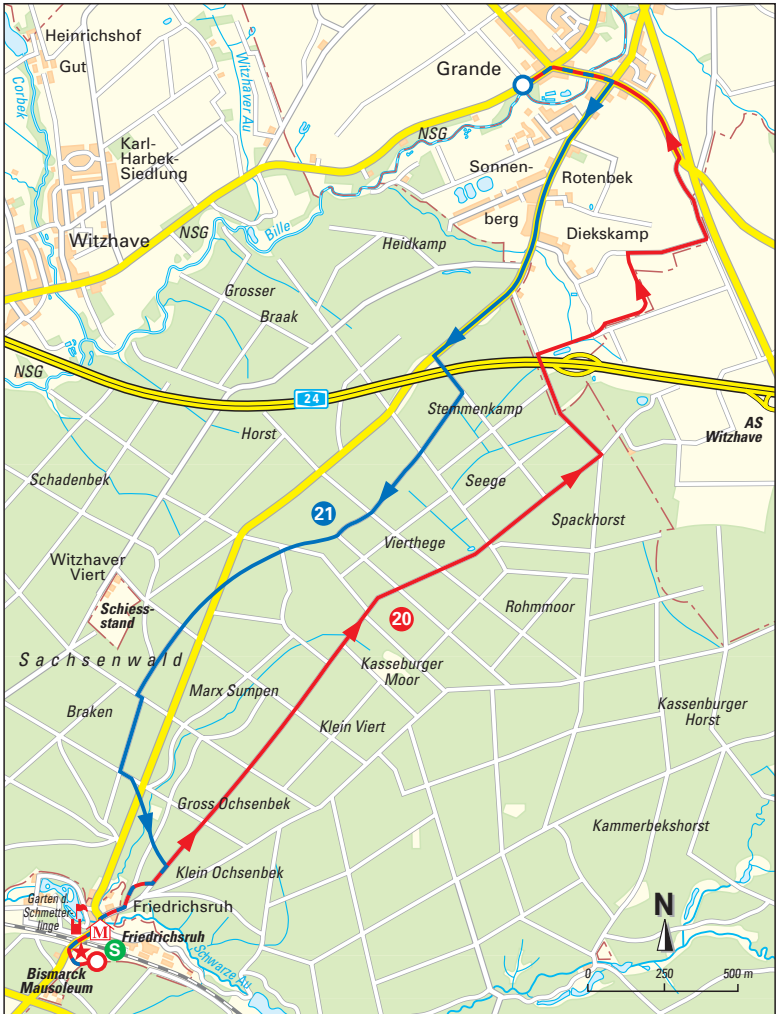 Heinrichshof
Gut
Corbek
Witzhaver Au
Grande
Karl-
Harbek-
Siedlung
NSG
Sonnen-
berg
Rotenbek
Witzhave
NSG
Bille
Heidkamp
Diekskamp
Grosser
Braak
NSG
24
Stemmenkamp
AS
Witzhave
Horst
Schadenbek
Seege
21
Spackhorst
Vierthege
Witzhaver
Viert
Schiess-
stand
Rohmmoor
20
Sachsenwald
Kasseburger
Moor
Marx Sumpen
Braken
Klein Viert
Kassenburger
Horst
Gross Ochsenbek
Kammerbekshorst
Klein Ochsenbek
Garten d.
Schmetter-
linge
Friedrichsruh
M
Friedrichsruh
S
Schwarze Au
Bismarck
Mausoleum
N
0 250 500 m